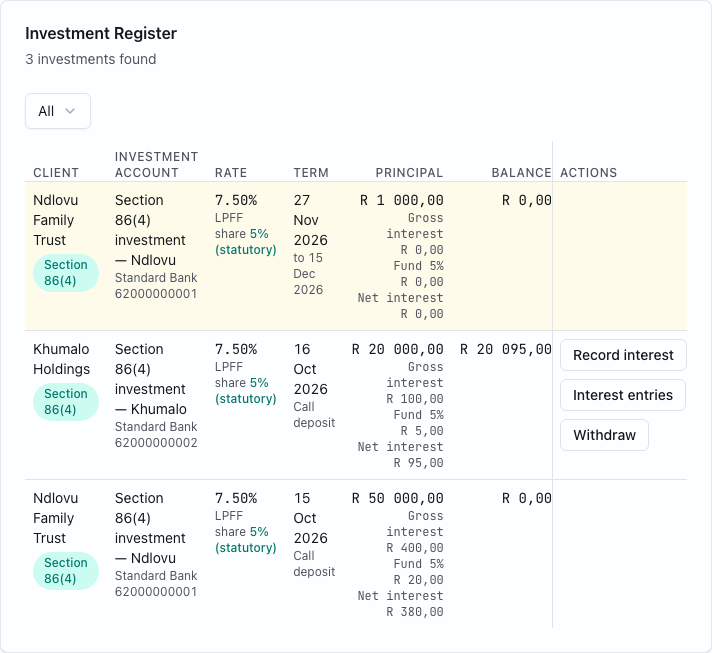 Investment Register
3 investments found
All
CLIENT
INVESTMENT
ACCOUNT
RATE
TERM
PRINCIPAL
BALANCE
ACTIONS
Ndlovu
Family
Trust
Section
86(4)
Section
86(4)
investment
— Ndlovu
Standard Bank
62000000001
7.50%
LPFF
share 5%
(statutory)
27
Nov
2026
to 15
Dec
2026
R 1 000,00
Gross
interest
R 0,00
Fund 5%
R 0,00
Net interest
R 0,00
R 0,00
Khumalo
Holdings
Section
86(4)
Section
86(4)
investment
— Khumalo
Standard Bank
62000000002
7.50%
LPFF
share 5%
(statutory)
16
Oct
2026
Call
deposit
R 20 000,00
Gross
interest
R 100,00
Fund 5%
R 5,00
Net interest
R 95,00
R 20 095,00
Record interest
Interest entries
Withdraw
Ndlovu
Family
Trust
Section
86(4)
Section
86(4)
investment
— Ndlovu
Standard Bank
62000000001
7.50%
LPFF
share 5%
(statutory)
15
Oct
2026
Call
deposit
R 50 000,00
Gross
interest
R 400,00
Fund 5%
R 20,00
Net interest
R 380,00
R 0,00